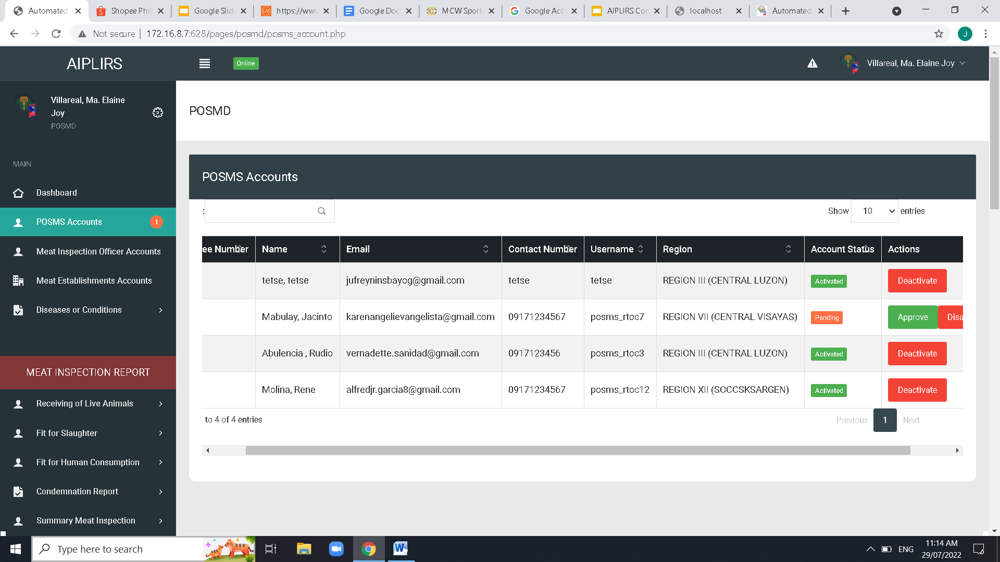 Automated
Shopee Phili
Google Slide
https://www
Google Doc
MCW Sports
Google Acc
AIPLIRS Con
localhost
Automated
Not secure
172.16.8.7:628/pages/posmd/posms_account.php
J
AIPLIRS
Online
Villareal, Ma. Elaine Joy
Villareal, Ma. Elaine
Joy
POSMD
MAIN
Dashboard
POSMS Accounts 1
Meat Inspection Officer Accounts
Meat Establishments Accounts
Diseases or Conditions
MEAT INSPECTION REPORT
Receiving of Live Animals
Fit for Slaughter
Fit for Human Consumption
Condemnation Report
Summary Meat Inspection
POSMD
POSMS Accounts
:
Show 10 entries
ee Number Name Email Contact Number Username Region Account Status Actions
tetse, tetse jufreyninsbayog@gmail.com tetse tetse REGION III (CENTRAL LUZON) Activated Deactivate
Mabulay, Jacinto karenangelievangelista@gmail.com 09171234567 posms_rtoc7 REGION VII (CENTRAL VISAYAS) Pending Approve Disa
Abulencia , Rudio vernadette.sanidad@gmail.com 0917123456 posms_rtoc3 REGION III (CENTRAL LUZON) Activated Deactivate
Molina, Rene alfredjr.garcia8@gmail.com 09171234567 posms_rtoc12 REGION XII (SOCCSKSARGEN) Activated Deactivate
to 4 of 4 entries
Previous 1 Next
Type here to search
ENG
11:14 AM
29/07/2022